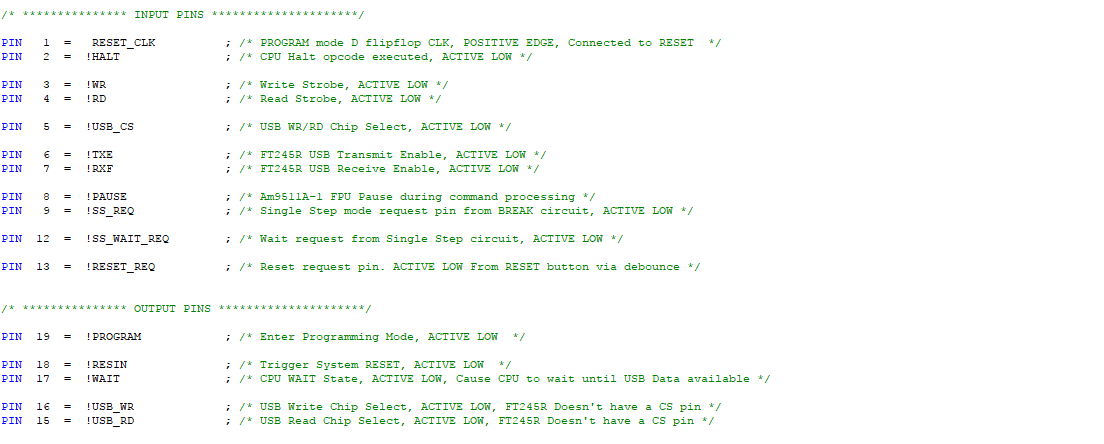 /* *************** INPUT PINS *********************/
PIN 1 = RESET_CLK ; /* PROGRAM mode D flipflop CLK, POSITIVE EDGE, Connected to RESET */
PIN 2 = !HALT ; /* CPU Halt opcode executed, ACTIVE LOW */
PIN 3 = !WR ; /* Write Strobe, ACTIVE LOW */
PIN 4 = !RD ; /* Read Strobe, ACTIVE LOW */
PIN 5 = !USB_CS ; /* USB WR/RD Chip Select, ACTIVE LOW */
PIN 6 = !TXE ; /* FT245R USB Transmit Enable, ACTIVE LOW */
PIN 7 = !RXF ; /* FT245R USB Receive Enable, ACTIVE LOW */
PIN 8 = !PAUSE ; /* Am9511A-1 FPU Pause during command processing */
PIN 9 = !SS_REQ ; /* Single Step mode request pin from BREAK circuit, ACTIVE LOW */
PIN 12 = !SS_WAIT_REQ ; /* Wait request from Single Step circuit, ACTIVE LOW */
PIN 13 = !RESET_REQ ; /* Reset request pin. ACTIVE LOW From RESET button via debounce */
/* *************** OUTPUT PINS *********************/
PIN 19 = !PROGRAM ; /* Enter Programming Mode, ACTIVE LOW */
PIN 18 = !RESIN ; /* Trigger System RESET, ACTIVE LOW */
PIN 17 = !WAIT ; /* CPU WAIT State, ACTIVE LOW, Cause CPU to wait until USB Data available */
PIN 16 = !USB_WR ; /* USB Write Chip Select, ACTIVE LOW, FT245R Doesn't have a CS pin */
PIN 15 = !USB_RD ; /* USB Read Chip Select, ACTIVE LOW, FT245R Doesn't have a CS pin */